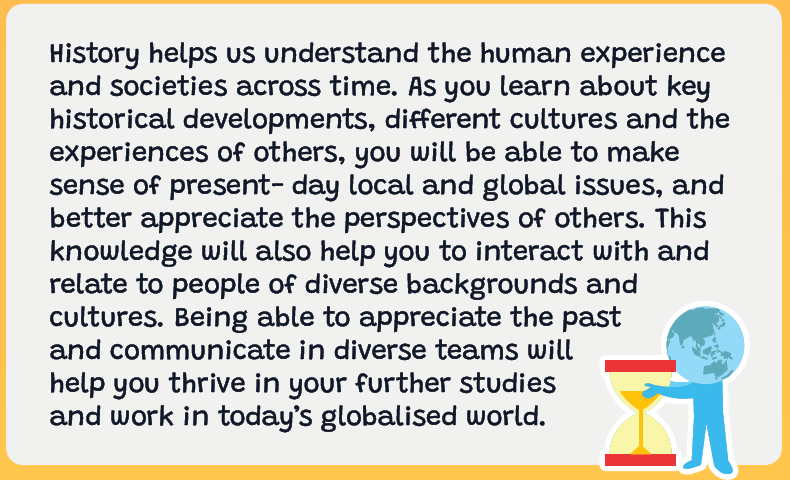 History helps us understand the human experience
and societies across time. As you learn about key
historical developments, different cultures and the
experiences of others, you will be able to make
sense of present- day local and global issues, and
better appreciate the perspectives of others. This
knowledge will also help you to interact with and
relate to people of diverse backgrounds and
cultures. Being able to appreciate the past
and communicate in diverse teams will
help you thrive in your further studies
and work in today's globalised world.